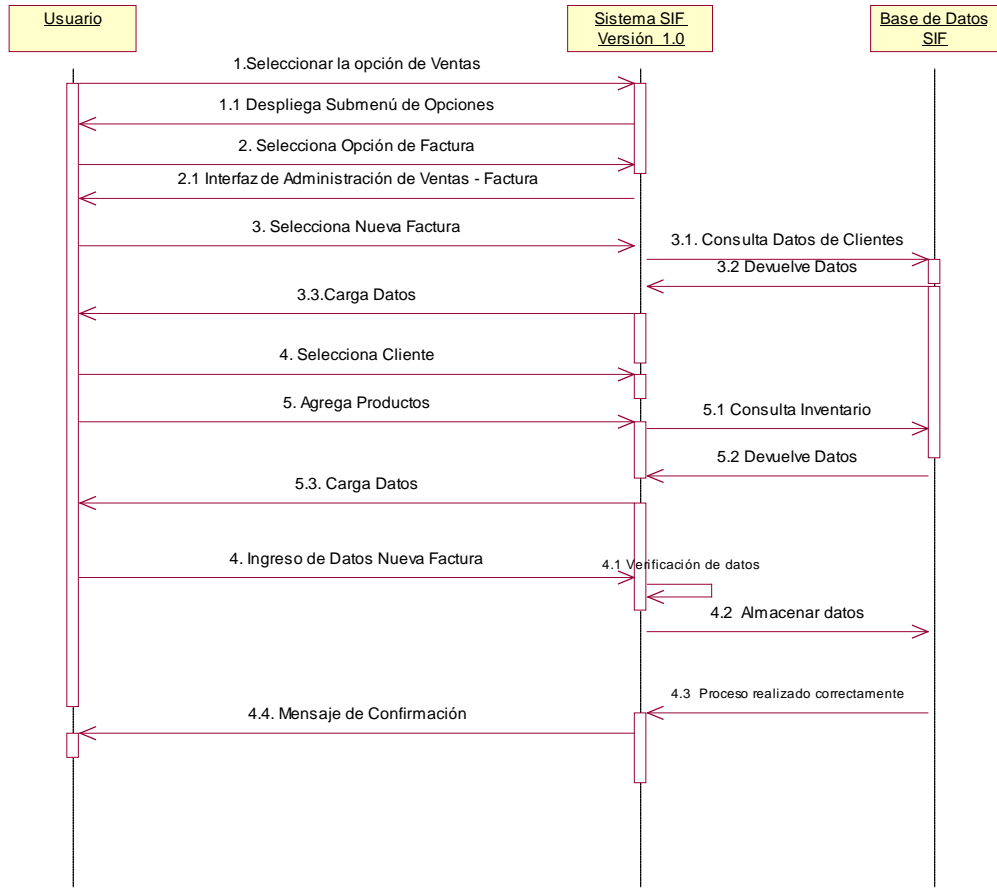 Usuario
Sistema SIF
Versión 1.0
Base de Datos
SIF
1.Seleccionar la opción de Ventas
1.1 Despliega Submenú de Opciones
2. Selecciona Opción de Factura
2.1 Interfaz de Administración de Ventas - Factura
3. Selecciona Nueva Factura
3.1. Consulta Datos de Clientes
3.2 Devuelve Datos
3.3.Carga Datos
4. Selecciona Cliente
5. Agrega Productos
5.1 Consulta Inventario
5.2 Devuelve Datos
5.3. Carga Datos
4. Ingreso de Datos Nueva Factura
4.1 Verificación de datos
4.2 Almacenar datos
4.3 Proceso realizado correctamente
4.4. Mensaje de Confirmación